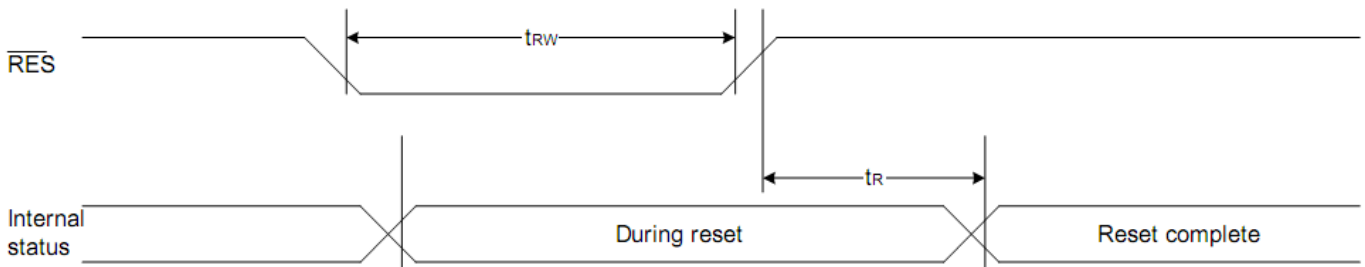 tRW
RES
tR
Internal
status
During reset
Reset complete